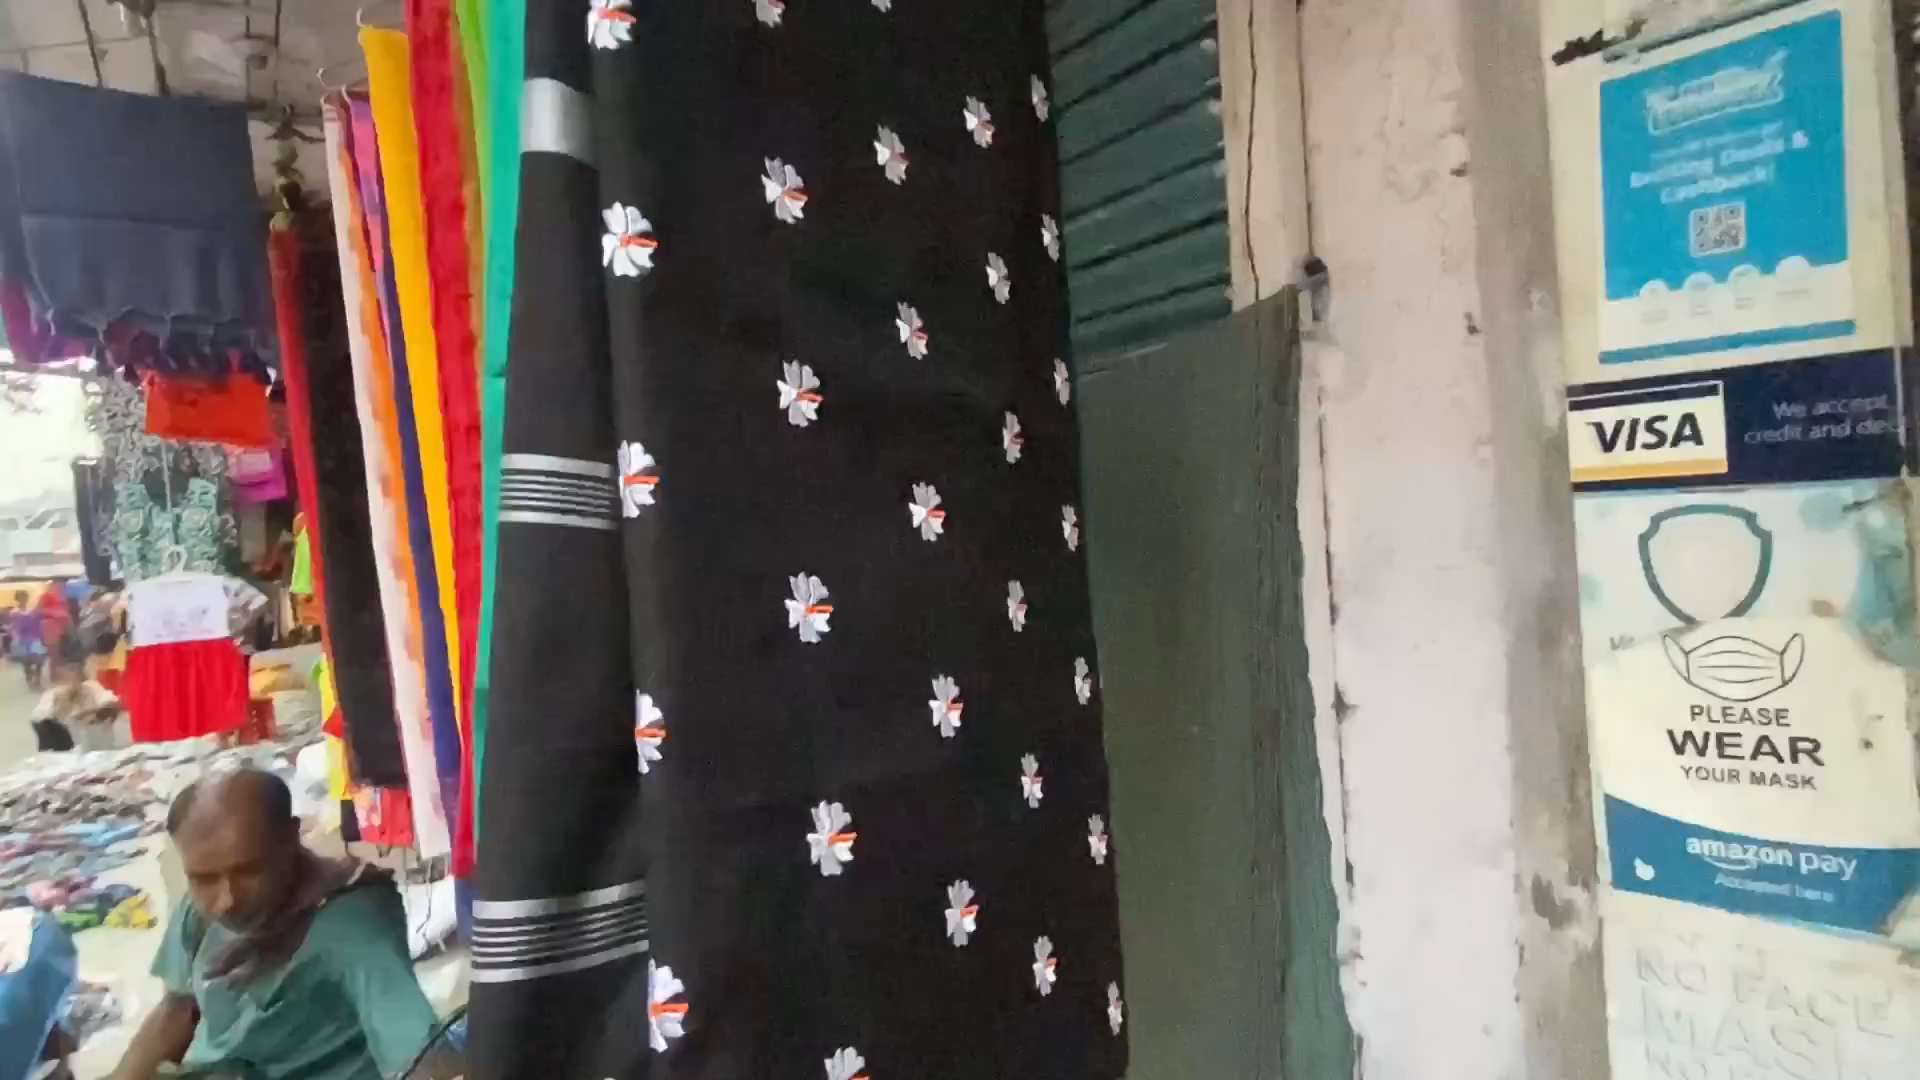 Exciting Deals &
Cashback!
VISA
We accept
credit and
PLEASE
WEAR
YOUR MASK
amazon pay
Accepted here
NO FACE
MASK
NO